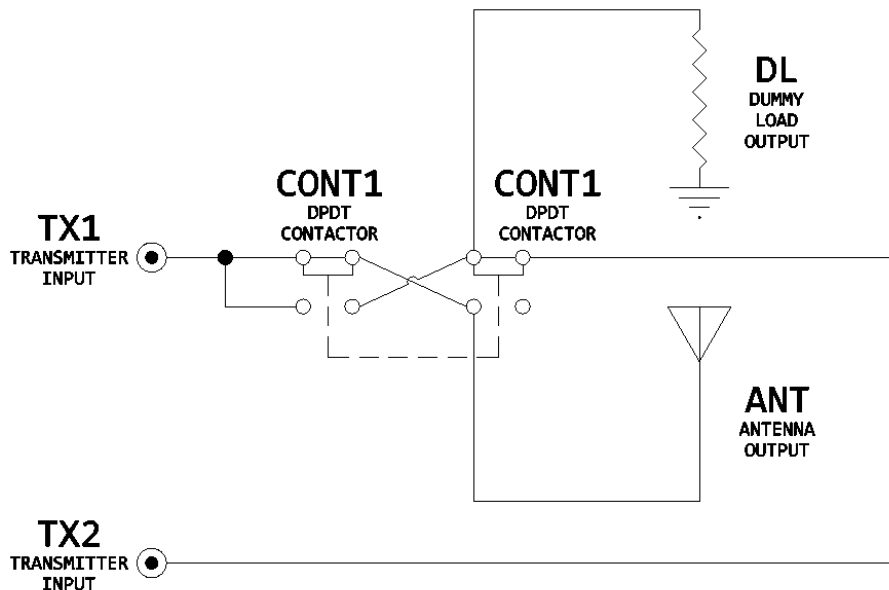 DL
DUMMY
LOAD
OUTPUT
CONT1
DPDT
CONTACTOR
CONT1
DPDT
CONTACTOR
TX1
TRANSMITTER
INPUT
ANT
ANTENNA
OUTPUT
TX2
TRANSMITTER
INPUT